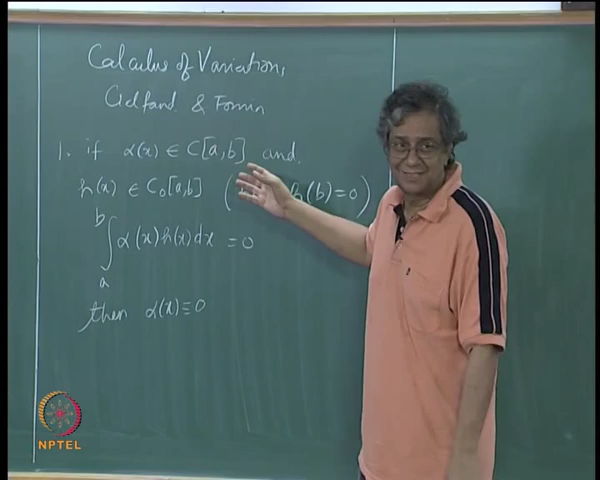 Calculus of Variation,
Gelfand & Fomin
1. if α(x) ∈ C[a,b] and
h(x) ∈ C₀[a,b] ( h(b)=0 )
b
∫ α(x)h(x)dx = 0
a
then α(x) ≡ 0
NPTEL